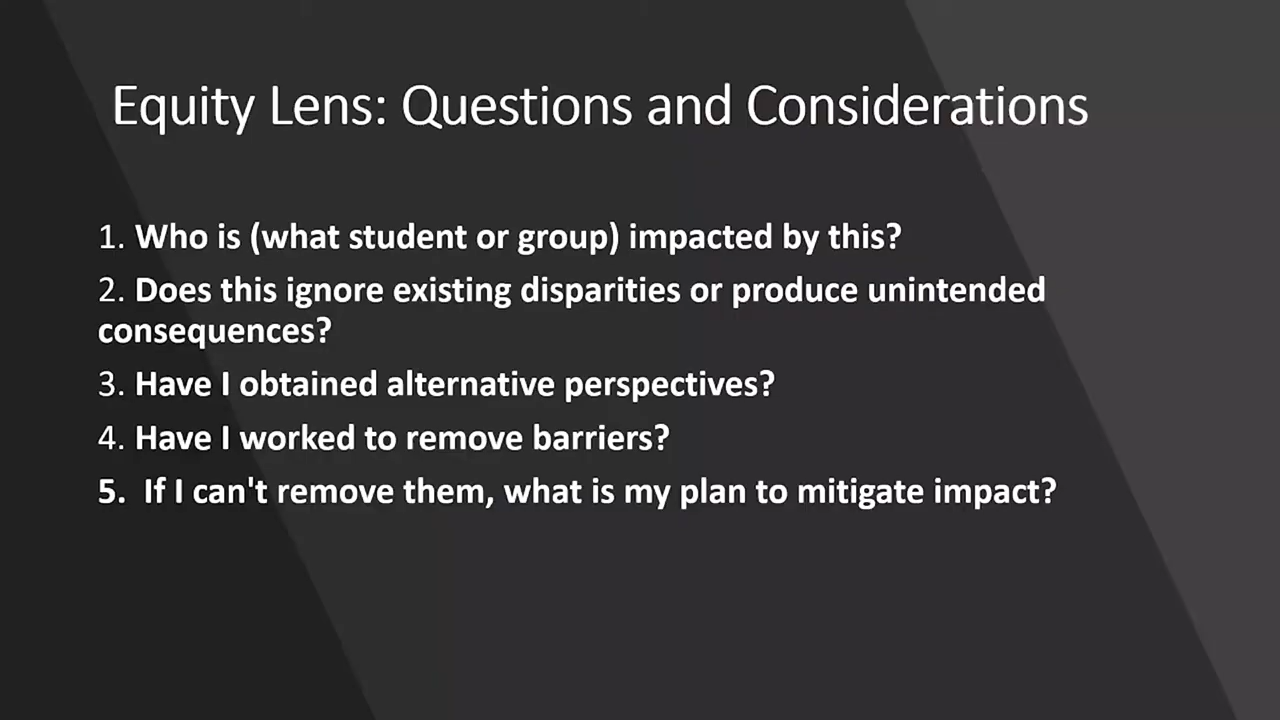 Equity Lens: Questions and Considerations
1. Who is (what student or group) impacted by this?
2. Does this ignore existing disparities or produce unintended
consequences?
3. Have I obtained alternative perspectives?
4. Have I worked to remove barriers?
5. If I can't remove them, what is my plan to mitigate impact?